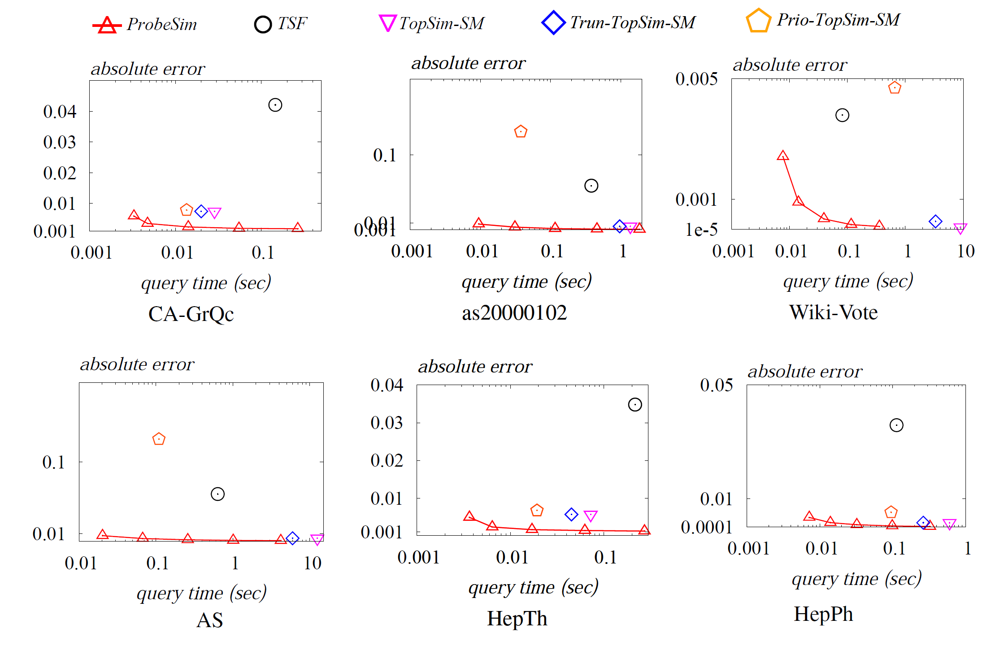 ProbeSim TSF TopSim-SM Trun-TopSim-SM Prio-TopSim-SM
absolute error
0.04
0.03
0.02
0.01
0.001
0.001 0.01 0.1
query time (sec)
CA-GrQc
absolute error
0.1
0.01
0.001
0.001 0.01 0.1 1
query time (sec)
as20000102
absolute error
0.005
0.001
1e-5
0.001 0.01 0.1 1 10
query time (sec)
Wiki-Vote
absolute error
0.1
0.01
0.01 0.1 1 10
query time (sec)
AS
absolute error
0.04
0.03
0.02
0.01
0.001
0.001 0.01 0.1
query time (sec)
HepTh
absolute error
0.05
0.01
0.0001
0.001 0.01 0.1 1
query time (sec)
HepPh